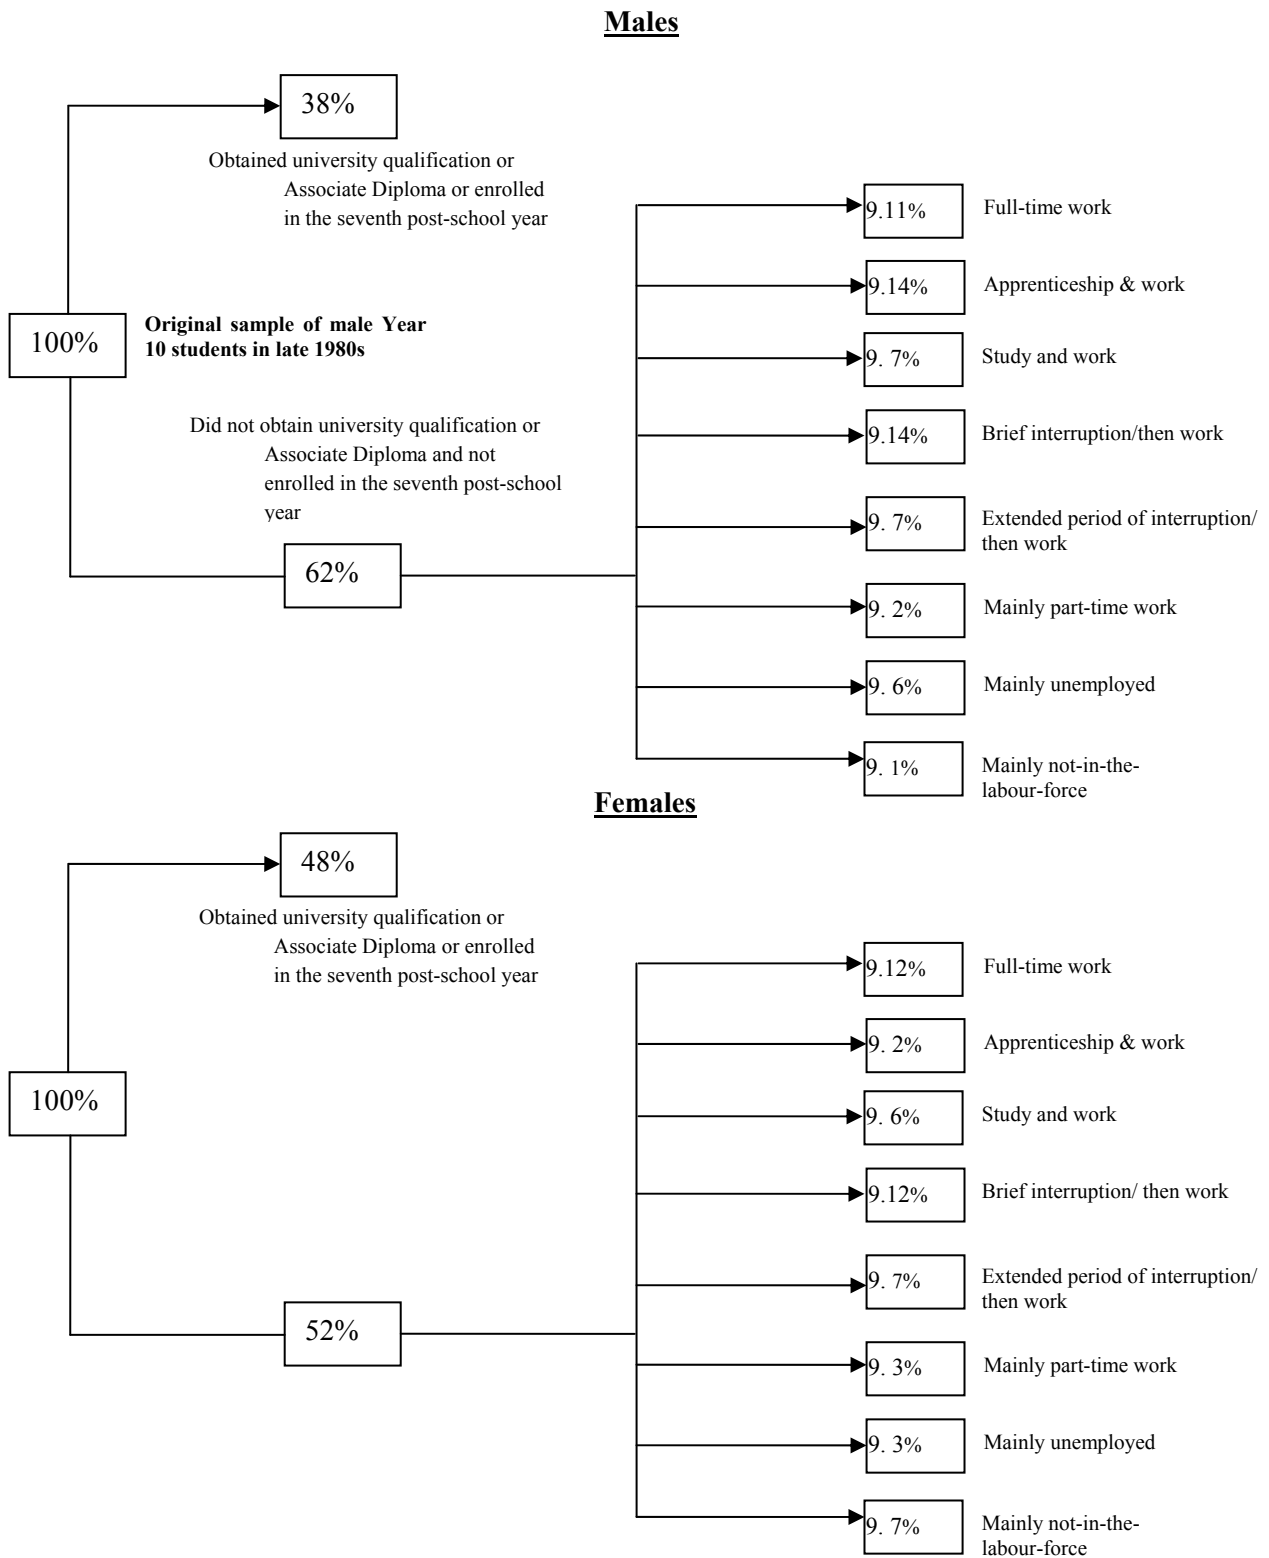 Males
38%
Obtained university qualification or
Associate Diploma or enrolled
in the seventh post-school year
100%
Original sample of male Year
10 students in late 1980s
Did not obtain university qualification or
Associate Diploma and not
enrolled in the seventh post-school
year
62%
9.11% Full-time work
9.14% Apprenticeship & work
9. 7% Study and work
9.14% Brief interruption/then work
9. 7% Extended period of interruption/
then work
9. 2% Mainly part-time work
9. 6% Mainly unemployed
9. 1% Mainly not-in-the-
labour-force
Females
48%
Obtained university qualification or
Associate Diploma or enrolled
in the seventh post-school year
100%
52%
9.12% Full-time work
9. 2% Apprenticeship & work
9. 6% Study and work
9.12% Brief interruption/ then work
9. 7% Extended period of interruption/
then work
9. 3% Mainly part-time work
9. 3% Mainly unemployed
9. 7% Mainly not-in-the-
labour-force